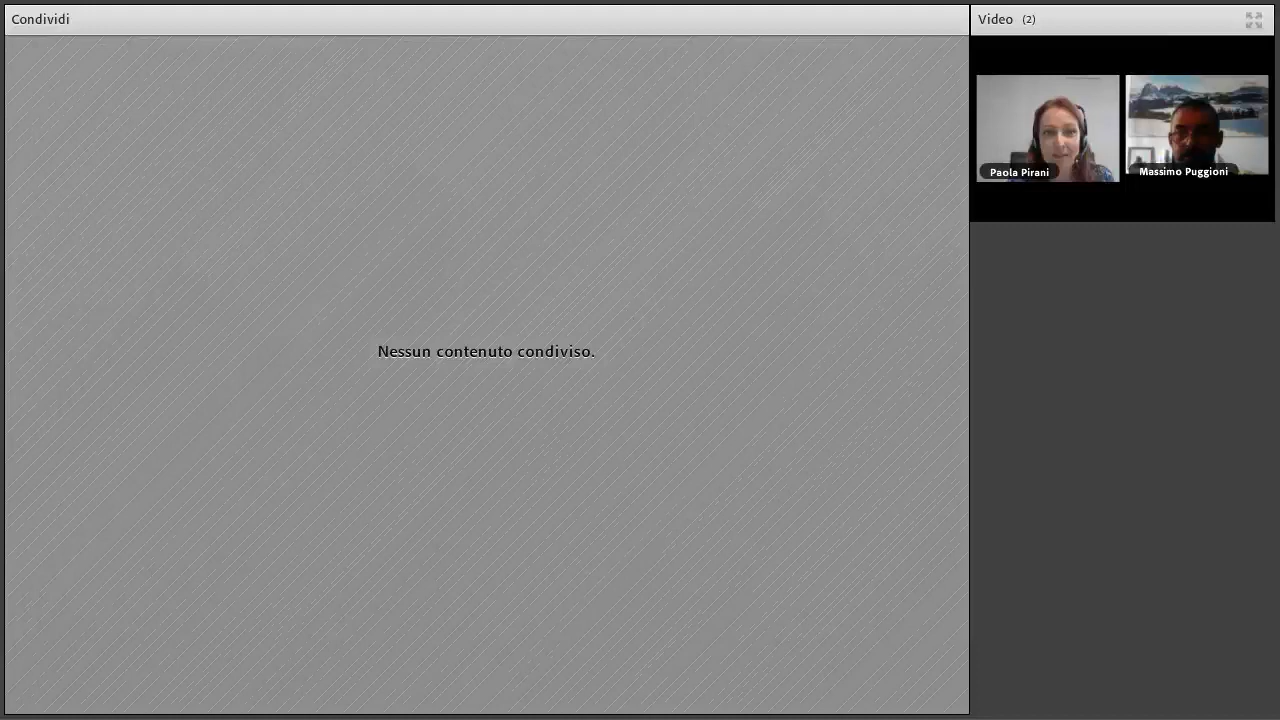 Condividi
Video (2)
Paola Pirani
Massimo Puggioni
Nessun contenuto condiviso.